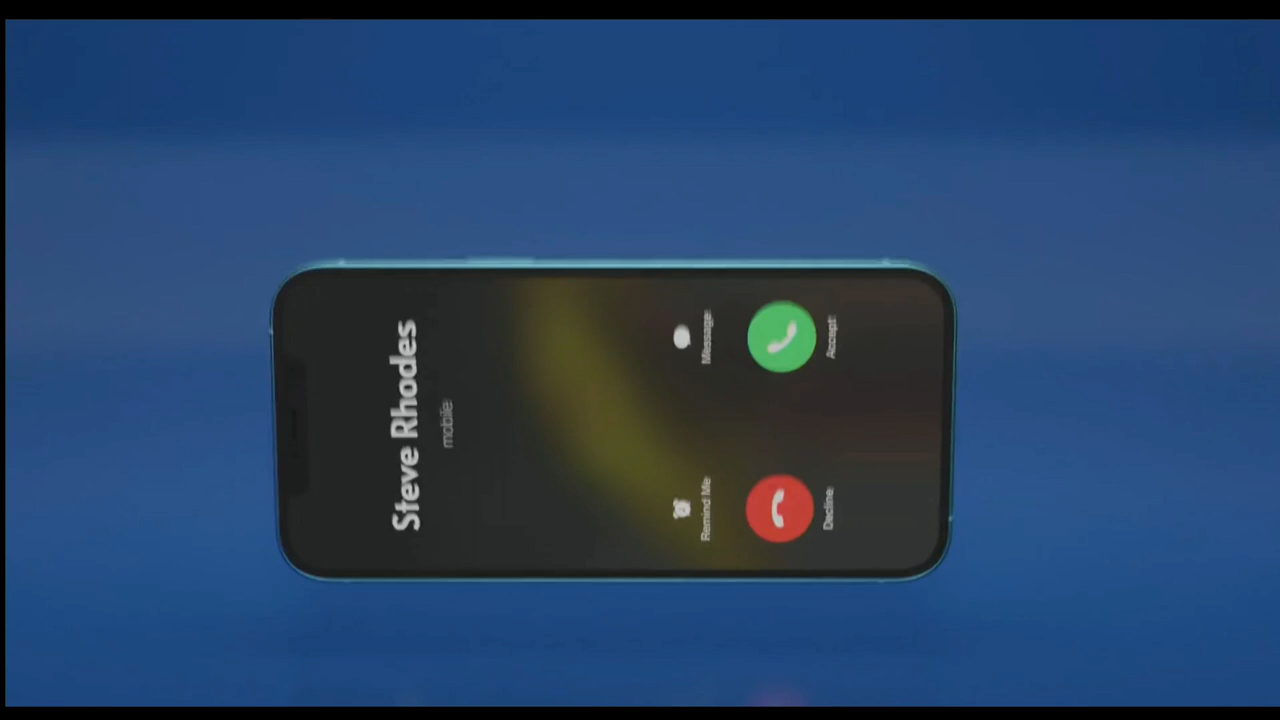 Steve Rhodes
mobile
Remind Me
Message
Decline
Accept